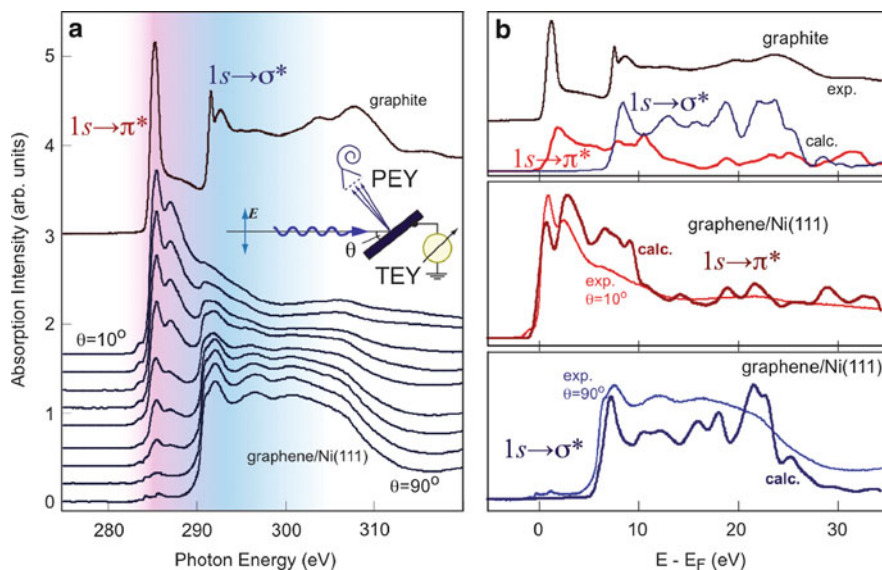 a
Absorption Intensity (arb. units)
5
4
3
2
1
0
1s→π*
1s→σ*
graphite
PEY
E
θ
TEY
θ=10°
graphene/Ni(111)
θ=90°
280
290
300
310
Photon Energy (eV)
b
graphite
exp.
1s→σ*
1s→π*
calc.
graphene/Ni(111)
calc.
1s→π*
exp.
θ=10°
graphene/Ni(111)
exp.
θ=90°
1s→σ*
calc.
0
10
20
30
E - EF (eV)